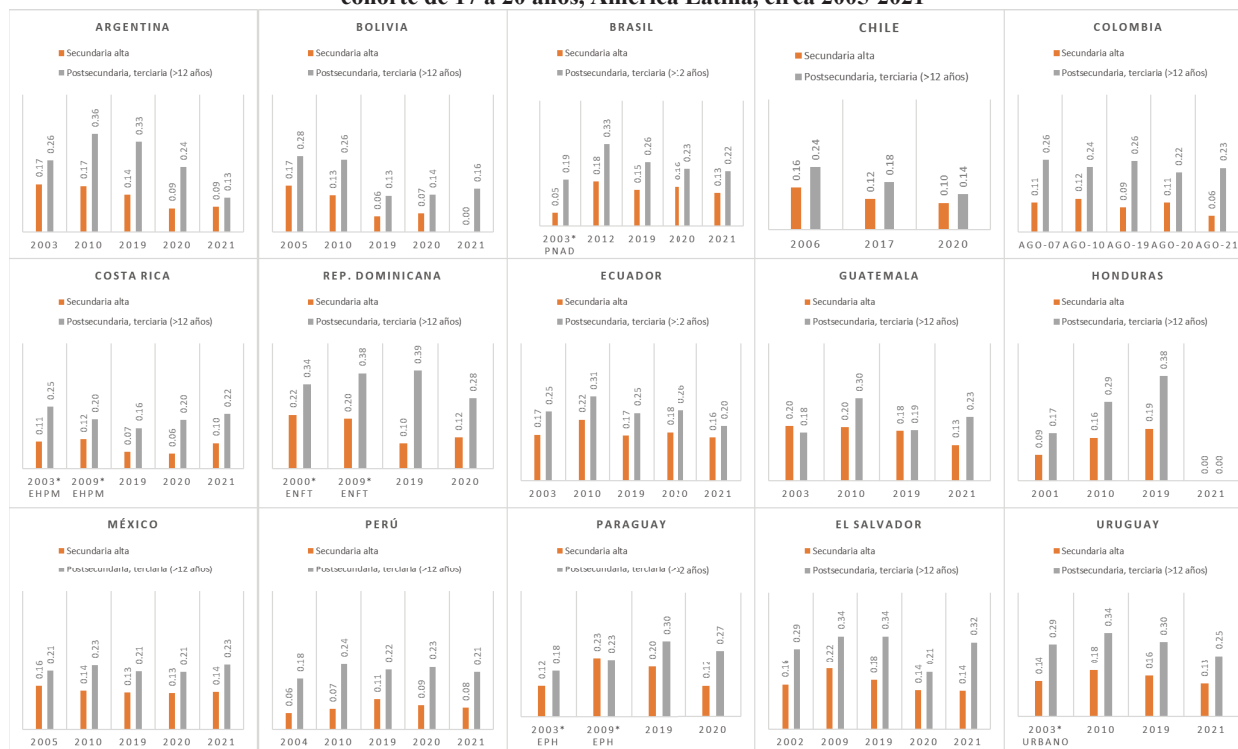 cohorte de 17 a 20 años, América Latina, circa 2003-2021
ARGENTINA
Secundaria alta
Postsecundaria, terciaria (>12 años)
0.17 0.26 0.17 0.36 0.14 0.33 0.09 0.24 0.09 0.13
2003 2010 2019 2020 2021
BOLIVIA
Secundaria alta
Postsecundaria, terciaria (>12 años)
0.17 0.28 0.13 0.26 0.06 0.13 0.07 0.14 0.00 0.16
2005 2010 2019 2020 2021
BRASIL
Secundaria alta
Postsecundaria, terciaria (>12 años)
0.05 0.19 0.18 0.33 0.15 0.26 0.16 0.23 0.13 0.22
2003* 2012 2019 2020 2021
PNAD
CHILE
Secundaria alta
Postsecundaria, terciaria (>12 años)
0.16 0.24 0.12 0.18 0.10 0.14
2006 2017 2020
COLOMBIA
Secundaria alta
Postsecundaria, terciaria (>12 años)
0.11 0.26 0.12 0.24 0.09 0.26 0.11 0.22 0.06 0.23
AGO-07 AGO-10 AGO-19 AGO-20 AGO-21
COSTA RICA
Secundaria alta
Postsecundaria, terciaria (>12 años)
0.11 0.25 0.12 0.20 0.07 0.16 0.06 0.20 0.10 0.22
2003* 2009* 2019 2020 2021
EHPM EHPM
REP. DOMINICANA
Secundaria alta
Postsecundaria, terciaria (>12 años)
0.22 0.34 0.20 0.38 0.10 0.39 0.12 0.28
2000* 2009* 2019 2020
ENFT ENFT
ECUADOR
Secundaria alta
Postsecundaria, terciaria (>12 años)
0.17 0.25 0.22 0.31 0.17 0.25 0.18 0.26 0.16 0.20
2003 2010 2019 2020 2021
GUATEMALA
Secundaria alta
Postsecundaria, terciaria (>12 años)
0.20 0.18 0.20 0.30 0.18 0.19 0.13 0.23
2003 2010 2019 2021
HONDURAS
Secundaria alta
Postsecundaria, terciaria (>12 años)
0.09 0.17 0.16 0.29 0.19 0.38 0.00 0.00
2001 2010 2019 2021
MÉXICO
Secundaria alta
Postsecundaria, terciaria (>12 años)
0.16 0.21 0.14 0.23 0.13 0.21 0.13 0.21 0.14 0.23
2005 2010 2019 2020 2021
PERÚ
Secundaria alta
Postsecundaria, terciaria (>12 años)
0.06 0.18 0.07 0.24 0.11 0.22 0.09 0.23 0.08 0.21
2004 2010 2019 2020 2021
PARAGUAY
Secundaria alta
Postsecundaria, terciaria (>12 años)
0.12 0.18 0.23 0.23 0.20 0.30 0.27
2003* 2009* 2019 2020
EPH EPH
EL SALVADOR
Secundaria alta
Postsecundaria, terciaria (>12 años)
0.29 0.22 0.34 0.18 0.34 0.14 0.21 0.14 0.32
2002 2009 2019 2020 2021
URUGUAY
Secundaria alta
Postsecundaria, terciaria (>12 años)
0.14 0.29 0.18 0.34 0.16 0.30 0.25
2003* 2010 2019 2021
URBANO